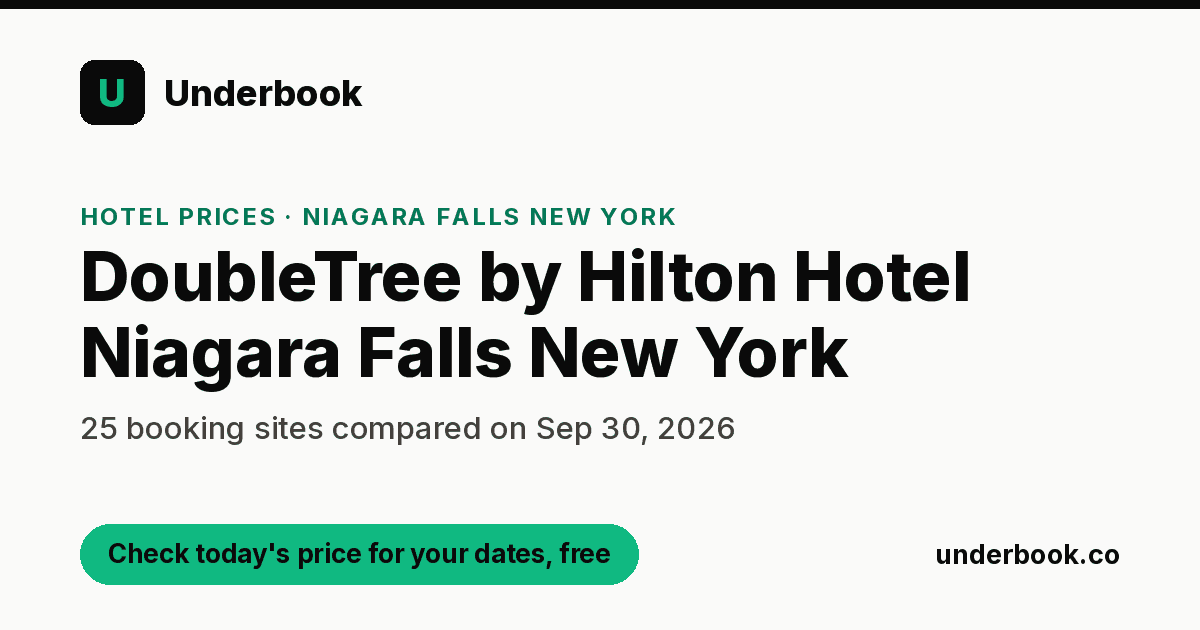 U Underbook
HOTEL PRICES · NIAGARA FALLS NEW YORK
DoubleTree by Hilton Hotel
Niagara Falls New York
25 booking sites compared on Sep 30, 2026
Check today's price for your dates, free
underbook.co